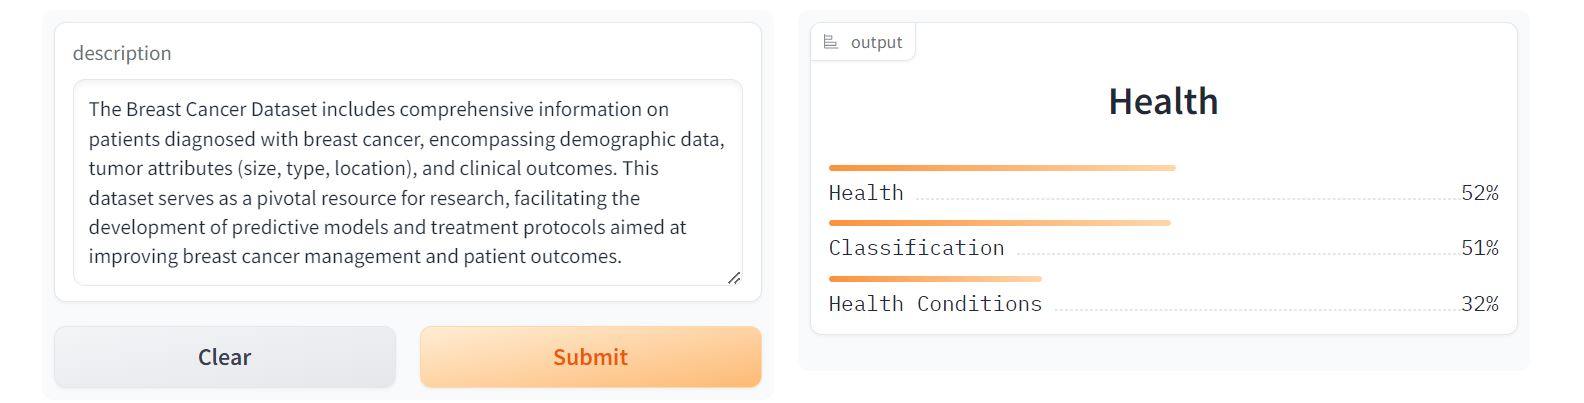 description
The Breast Cancer Dataset includes comprehensive information on
patients diagnosed with breast cancer, encompassing demographic data,
tumor attributes (size, type, location), and clinical outcomes. This
dataset serves as a pivotal resource for research, facilitating the
development of predictive models and treatment protocols aimed at
improving breast cancer management and patient outcomes.
Clear
Submit
output
Health
Health 52%
Classification 51%
Health Conditions 32%